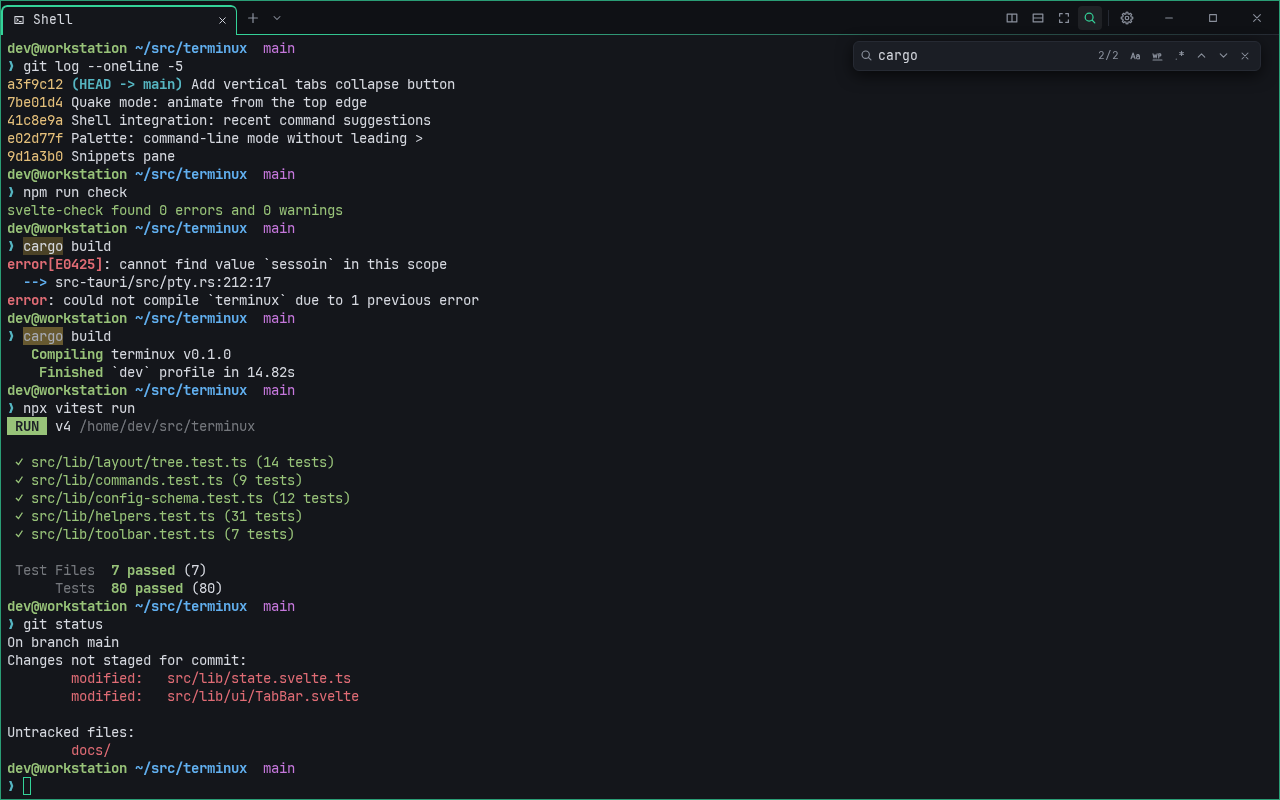 Shell
cargo 2/2 Aa W .*
dev@workstation ~/src/terminux  main
❯ git log --oneline -5
a3f9c12 (HEAD -> main) Add vertical tabs collapse button
7be01d4 Quake mode: animate from the top edge
41c8e9a Shell integration: recent command suggestions
e02d77f Palette: command-line mode without leading >
9d1a3b0 Snippets pane
dev@workstation ~/src/terminux  main
❯ npm run check
svelte-check found 0 errors and 0 warnings
dev@workstation ~/src/terminux  main
❯ cargo build
error[E0425]: cannot find value `sessoin` in this scope
  --> src-tauri/src/pty.rs:212:17
error: could not compile `terminux` due to 1 previous error
dev@workstation ~/src/terminux  main
❯ cargo build
   Compiling terminux v0.1.0
    Finished `dev` profile in 14.82s
dev@workstation ~/src/terminux  main
❯ npx vitest run
 RUN  v4 /home/dev/src/terminux
 ✓ src/lib/layout/tree.test.ts (14 tests)
 ✓ src/lib/commands.test.ts (9 tests)
 ✓ src/lib/config-schema.test.ts (12 tests)
 ✓ src/lib/helpers.test.ts (31 tests)
 ✓ src/lib/toolbar.test.ts (7 tests)
 Test Files  7 passed (7)
      Tests  80 passed (80)
dev@workstation ~/src/terminux  main
❯ git status
On branch main
Changes not staged for commit:
        modified:   src/lib/state.svelte.ts
        modified:   src/lib/ui/TabBar.svelte
Untracked files:
        docs/
dev@workstation ~/src/terminux  main
❯